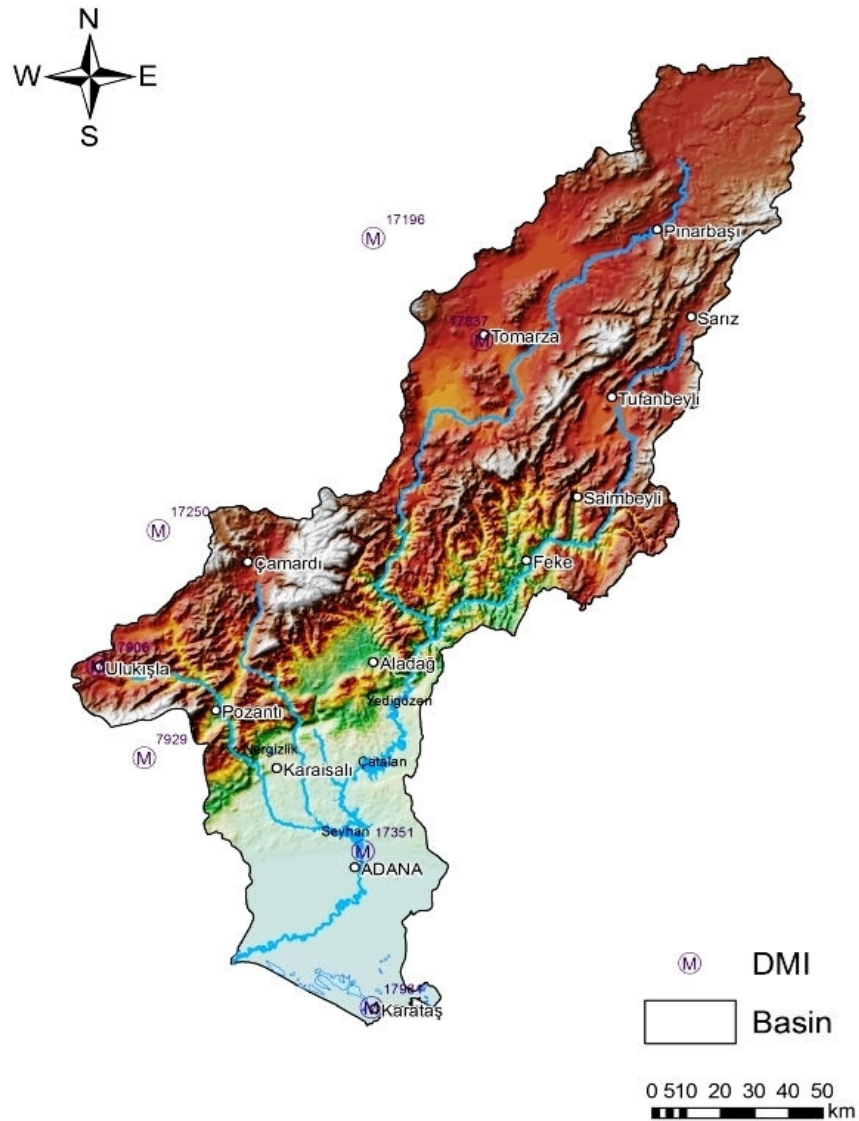 N
W E
S
17196
Pınarbaşı
Sarız
17837
Tomarza
Tufanbeyli
Saimbeyli
17250
M
Çamardı
Feke
17906
Ulukışla
Aladağ
Yedigözen
Pozantı
7929
M
Nergizlik
Çatalan
Karaisalı
Seyhan 17351
M
ADANA
M DMI
17981
Karataş
Basin
0 5 10 20 30 40 50
km